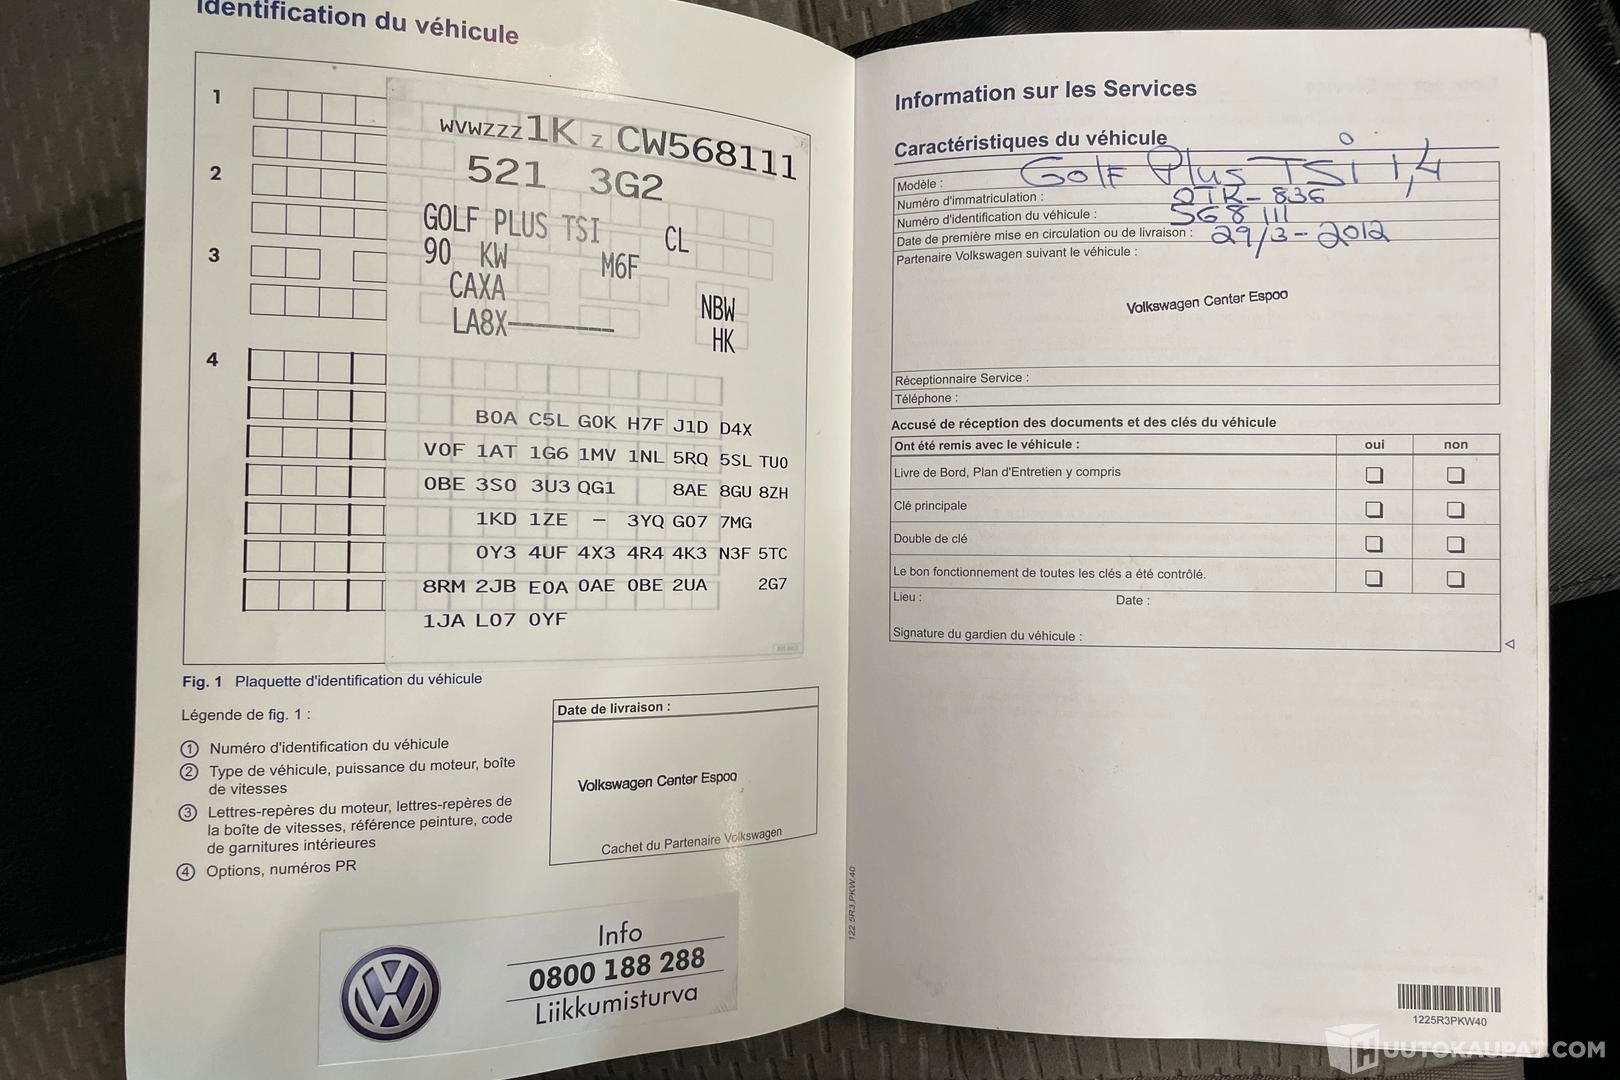 Identification du véhicule
1
WVWZZZ1K Z CW568111
521 3G2
2
GOLF PLUS TSI CL
90 KW M6F
3
CAXA NBW
LA8X HK
4
B0A C5L G0K H7F J1D D4X
V0F 1AT 1G6 1MV 1NL 5RQ 5SL TU0
0BE 3S0 3U3 QG1 8AE 8GU 8ZH
1KD 1ZE – 3YQ G07 7MG
0Y3 4UF 4X3 4R4 4K3 N3F 5TC
8RM 2JB E0A 0AE 0BE 2UA 2G7
1JA L07 0YF
Fig. 1 Plaquette d'identification du véhicule
Légende de fig. 1 :
1 Numéro d'identification du véhicule
2 Type de véhicule, puissance du moteur, boîte
de vitesses
3 Lettres-repères du moteur, lettres-repères de
la boîte de vitesses, référence peinture, code
de garnitures intérieures
4 Options, numéros PR
Date de livraison :
Volkswagen Center Espoo
Cachet du Partenaire Volkswagen
Info
0800 188 288
Liikkumisturva
122.5R3.PKW.40
Information sur les Services
Caractéristiques du véhicule
Modèle : Golf Plus TSI 1,4
Numéro d'immatriculation : OTK-836
Numéro d'identification du véhicule : 568111
Date de première mise en circulation ou de livraison : 29/3-2012
Partenaire Volkswagen suivant le véhicule :
Volkswagen Center Espoo
Réceptionnaire Service :
Téléphone :
Accusé de réception des documents et des clés du véhicule
Ont été remis avec le véhicule : oui non
Livre de Bord, Plan d'Entretien y compris
Clé principale
Double de clé
Le bon fonctionnement de toutes les clés a été contrôlé.
Lieu : Date :
Signature du gardien du véhicule :
1225R3PKW40
HUUTOKAUPAT.COM